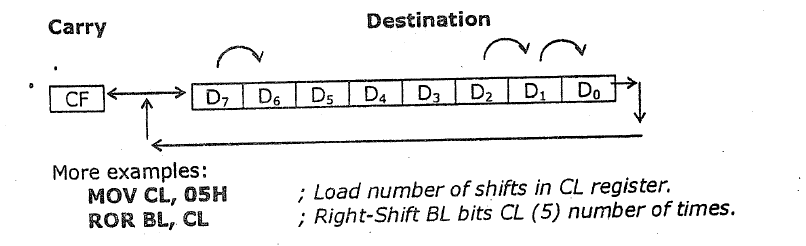 Carry Destination
CF D₇ D₆ D₅ D₄ D₃ D₂ D₁ D₀
More examples:
MOV CL, 05H ; Load number of shifts in CL register.
ROR BL, CL ; Right-Shift BL bits CL (5) number of times.